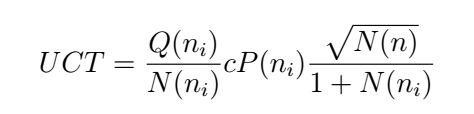 UCT = \frac{Q(n_i)}{N(n_i)} c P(n_i) \frac{\sqrt{N(n)}}{1 + N(n_i)}